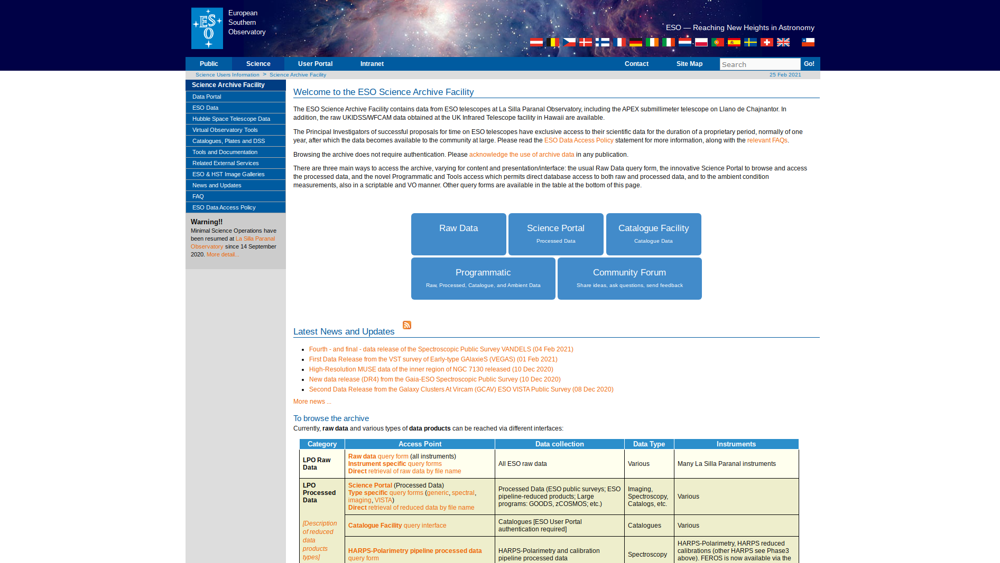 European
Southern
Observatory
ESO
ESO — Reaching New Heights in Astronomy
Public
Science
User Portal
Intranet
Contact
Site Map
Search
Go!
Science Users Information > Science Archive Facility
25 Feb 2021
Science Archive Facility
Data Portal
ESO Data
Hubble Space Telescope Data
Virtual Observatory Tools
Catalogues, Plates and DSS
Tools and Documentation
Related External Services
ESO & HST Image Galleries
News and Updates
FAQ
ESO Data Access Policy
Warning!!
Minimal Science Operations have
been resumed at La Silla Paranal
Observatory since 14 September
2020. More detail...
Welcome to the ESO Science Archive Facility
The ESO Science Archive Facility contains data from ESO telescopes at La Silla Paranal Observatory, including the APEX submillimeter telescope on Llano de Chajnantor. In
addition, the raw UKIDSS/WFCAM data obtained at the UK Infrared Telescope facility in Hawaii are available.
The Principal Investigators of successful proposals for time on ESO telescopes have exclusive access to their scientific data for the duration of a proprietary period, normally of one
year, after which the data becomes available to the community at large. Please read the ESO Data Access Policy statement for more information, along with the relevant FAQs.
Browsing the archive does not require authentication. Please acknowledge the use of archive data in any publication.
There are three main ways to access the archive, varying for content and presentation/interface: the usual Raw Data query form, the innovative Science Portal to browse and access
the processed data, and the novel Programmatic and Tools access which permits direct database access to both raw and processed data, and to the ambient condition
measurements, also in a scriptable and VO manner. Other query forms are available in the table at the bottom of this page.
Raw Data
Science Portal
Processed Data
Catalogue Facility
Catalogue Data
Programmatic
Raw, Processed, Catalogue, and Ambient Data
Community Forum
Share ideas, ask questions, send feedback
Latest News and Updates
Fourth - and final - data release of the Spectroscopic Public Survey VANDELS (04 Feb 2021)
First Data Release from the VST survey of Early-type GAlaxieS (VEGAS) (01 Feb 2021)
High-Resolution MUSE data of the inner region of NGC 7130 released (10 Dec 2020)
New data release (DR4) from the Gaia-ESO Spectroscopic Public Survey (10 Dec 2020)
Second Data Release from the Galaxy Clusters At Vircam (GCAV) ESO VISTA Public Survey (08 Dec 2020)
More news ...
To browse the archive
Currently, raw data and various types of data products can be reached via different interfaces:
Category
Access Point
Data collection
Data Type
Instruments
LPO Raw
Data
Raw data query form (all instruments)
Instrument specific query forms
Direct retrieval of raw data by file name
All ESO raw data
Various
Many La Silla Paranal instruments
LPO
Processed
Data
[Description
of reduced
data
products
types]
Science Portal (Processed Data)
Type specific query forms (generic, spectral,
imaging, VISTA)
Direct retrieval of reduced data by file name
Processed Data (ESO public surveys; ESO
pipeline-reduced products; Large
programs: GOODS, zCOSMOS; etc.)
Imaging,
Spectroscopy,
Catalogs, etc.
Various
Catalogue Facility query interface
Catalogues [ESO User Portal
authentication required]
Catalogues
Various
HARPS-Polarimetry pipeline processed data
query form
HARPS-Polarimetry and calibration
pipeline processed data
Spectroscopy
HARPS-Polarimetry, HARPS reduced
calibrations (other HARPS see Phase3
above). FEROS is now available via the